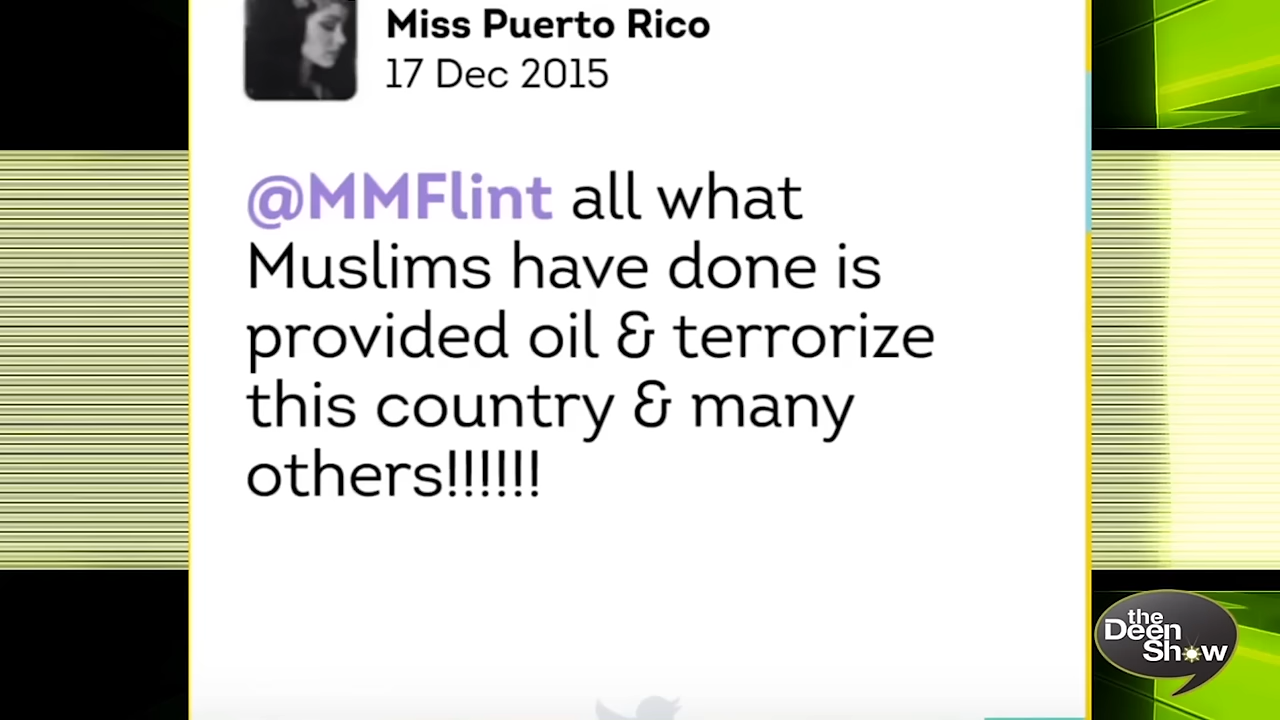 Miss Puerto Rico
17 Dec 2015
@MMFlint all what
Muslims have done is
provided oil & terrorize
this country & many
others!!!!!!
the
Deen
Show